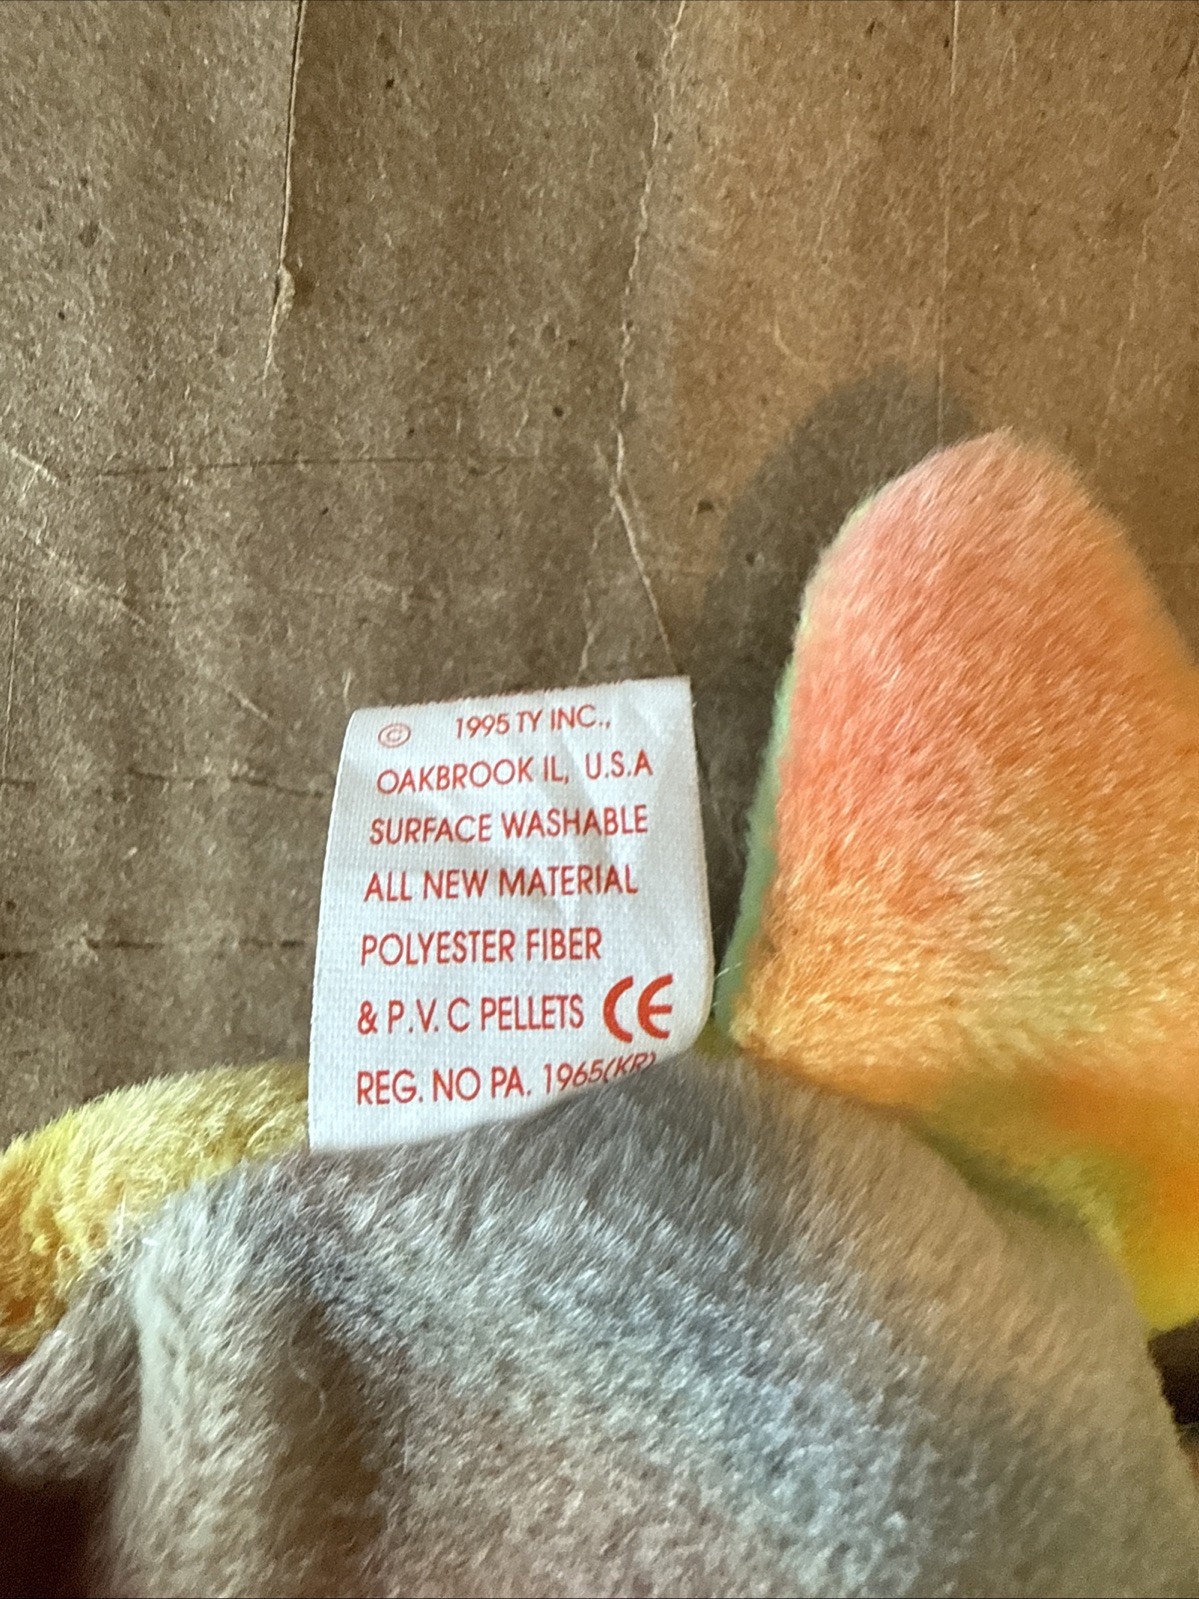 © 1995 TY INC.,
OAKBROOK IL, U.S.A
SURFACE WASHABLE
ALL NEW MATERIAL
POLYESTER FIBER
& P.V.C PELLETS CE
REG. NO PA. 1965(KR)